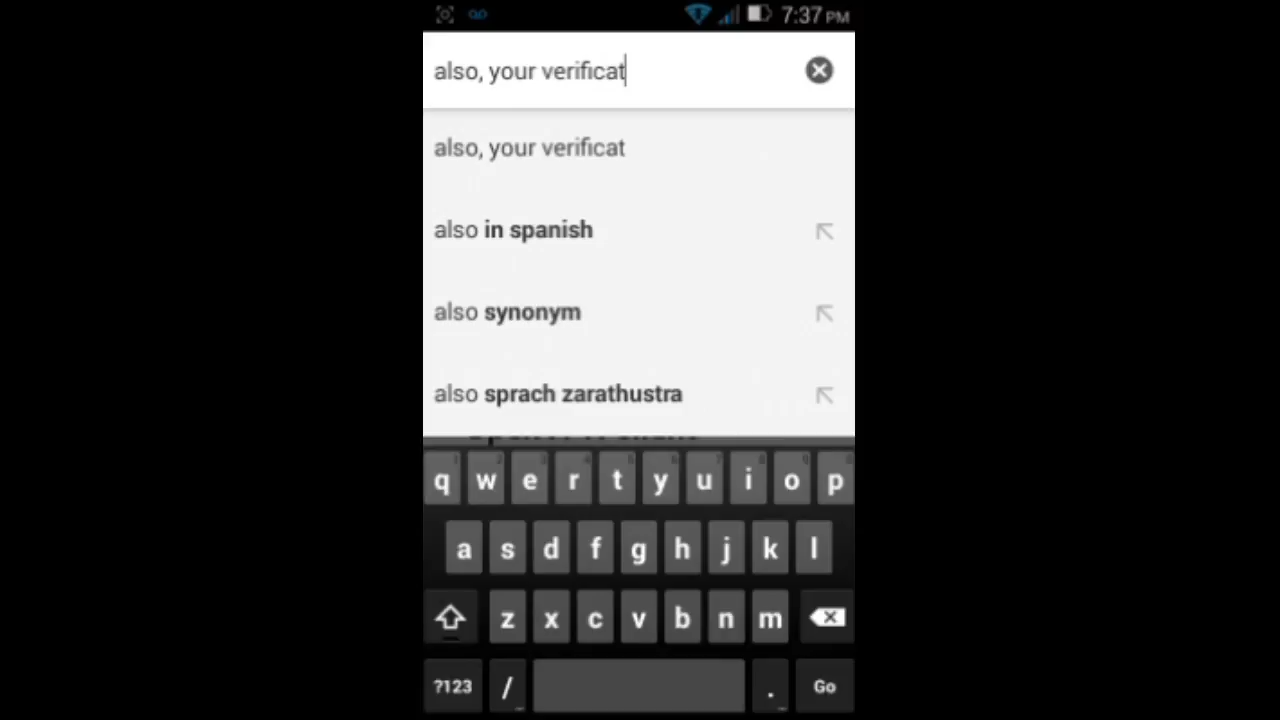 7:37 PM
also, your verificat
also, your verificat
also in spanish
also synonym
also sprach zarathustra
q w e r t y u i o p
a s d f g h j k l
z x c v b n m
?123 / . Go